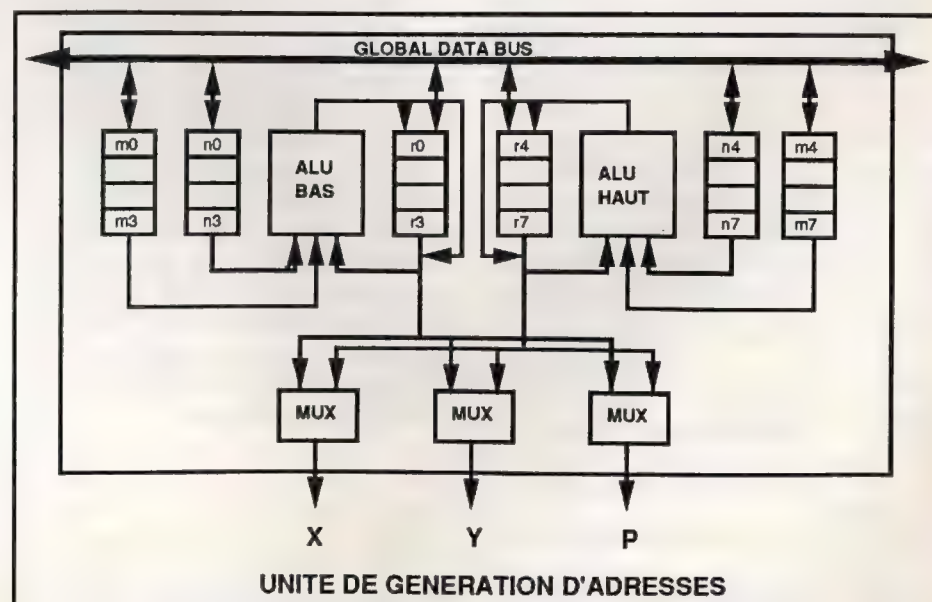 GLOBAL DATA BUS
m0 n0 r0 r4 n4 m4
ALU BAS
ALU HAUT
m3 n3 r3 r7 n7 m7
MUX MUX MUX
X Y P
UNITE DE GENERATION D'ADRESSES